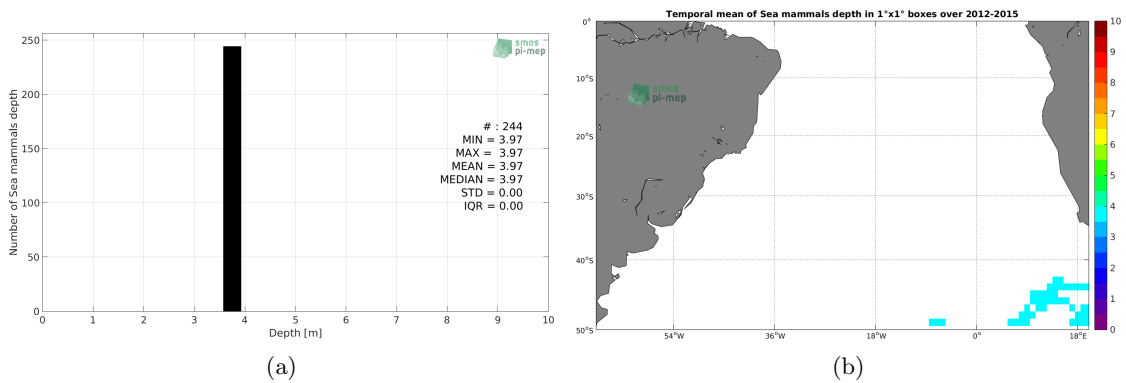 250
200
150
100
50
0
Number of Sea mammals depth
smos
pi-mep
# : 244
MIN = 3.97
MAX = 3.97
MEAN = 3.97
MEDIAN = 3.97
STD = 0.00
IQR = 0.00
0 1 2 3 4 5 6 7 8 9 10
Depth [m]
(a)
Temporal mean of Sea mammals depth in 1°x1° boxes over 2012-2015
0°
10°S
20°S
30°S
40°S
50°S
smos
pi-mep
54°W 36°W 18°W 0° 18°E
10
9
8
7
6
5
4
3
2
1
0
(b)